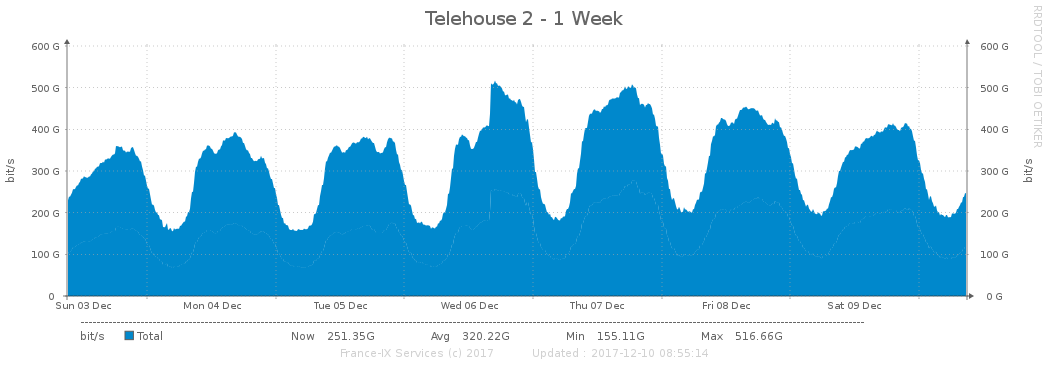 Telehouse 2 - 1 Week
RRDTOOL / TOBI OETIKER
bit/s
bit/s
600 G 600 G
500 G 500 G
400 G 400 G
300 G 300 G
200 G 200 G
100 G 100 G
0 0 G
Sun 03 Dec Mon 04 Dec Tue 05 Dec Wed 06 Dec Thu 07 Dec Fri 08 Dec Sat 09 Dec
bit/s Total Now 251.35G Avg 320.22G Min 155.11G Max 516.66G
France-IX Services (c) 2017 Updated : 2017-12-10 08:55:14